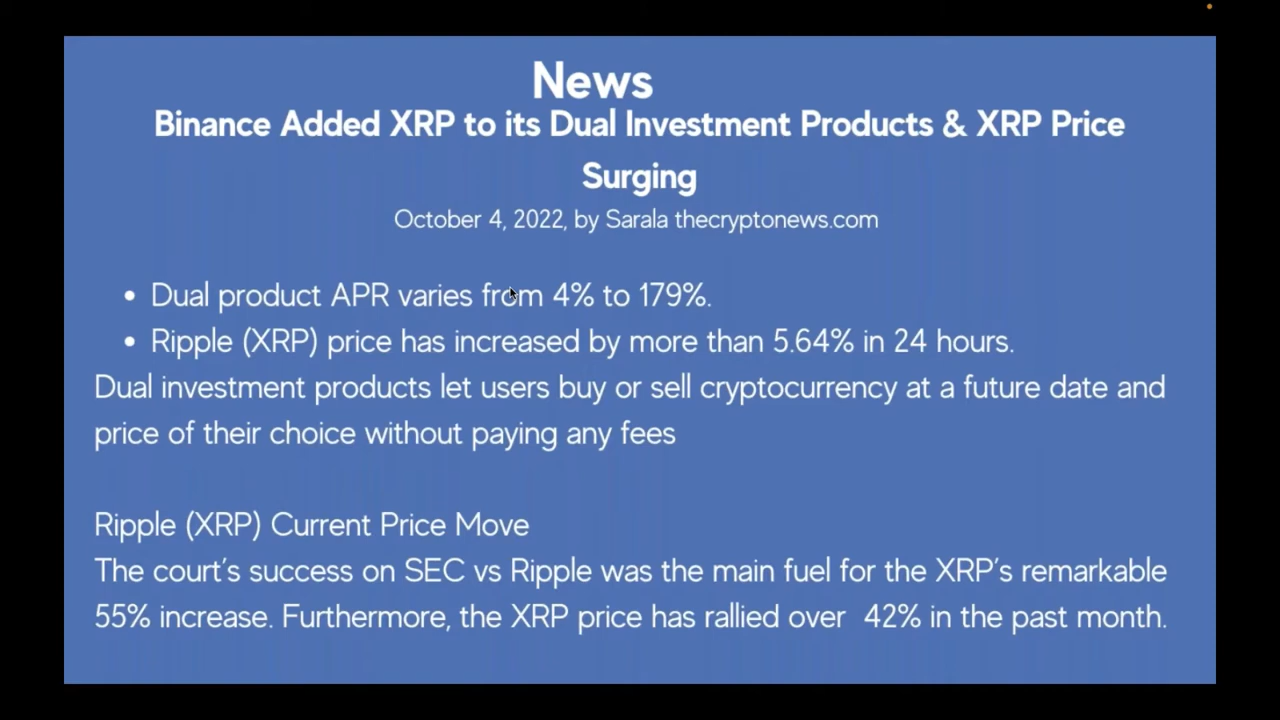 News
Binance Added XRP to its Dual Investment Products & XRP Price
Surging
October 4, 2022, by Sarala thecryptonews.com
• Dual product APR varies from 4% to 179%.
• Ripple (XRP) price has increased by more than 5.64% in 24 hours.
Dual investment products let users buy or sell cryptocurrency at a future date and
price of their choice without paying any fees
Ripple (XRP) Current Price Move
The court’s success on SEC vs Ripple was the main fuel for the XRP’s remarkable
55% increase. Furthermore, the XRP price has rallied over  42% in the past month.